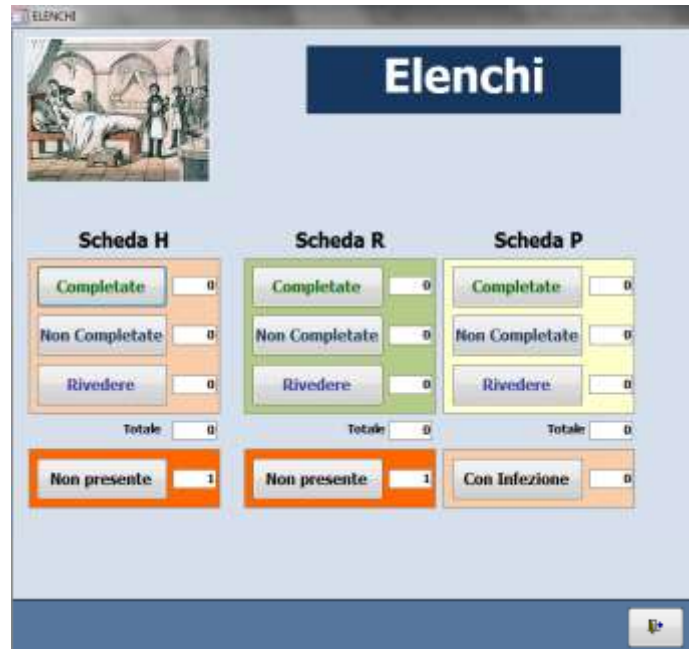 ELENCHI
Elenchi
Scheda H
Scheda R
Scheda P
Completate 0
Completate 0
Completate 0
Non Completate 0
Non Completate 0
Non Completate 0
Rivedere 0
Rivedere 0
Rivedere 0
Totale 0
Totale 0
Totale 0
Non presente 1
Non presente 1
Con Infezione 0